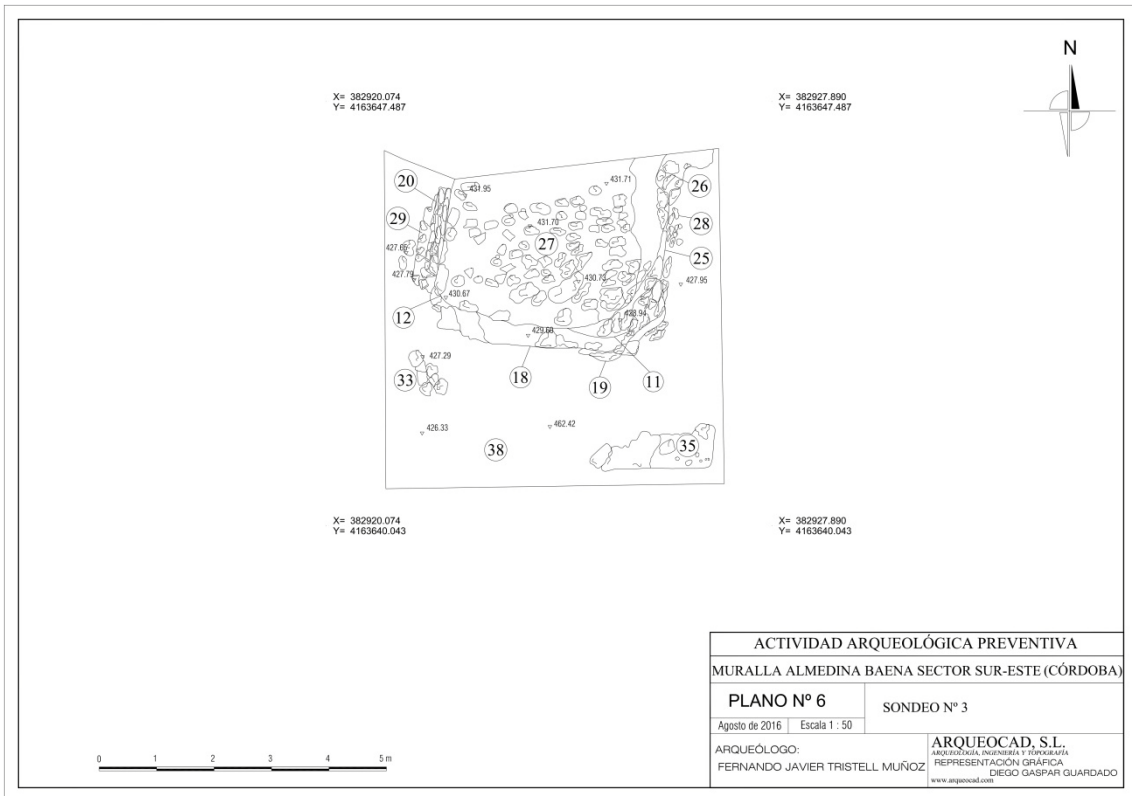 N
X= 382920.074
Y= 4163647.487
X= 382927.890
Y= 4163647.487
20
431.95
431.71
26
29
431.70
28
27
427.65
25
427.79
430.73
427.95
430.67
12
428.94
429.68
427.29
33
18
19
11
426.33
462.42
38
35
X= 382920.074
Y= 4163640.043
X= 382927.890
Y= 4163640.043
0 1 2 3 4 5 m
ACTIVIDAD ARQUEOLÓGICA PREVENTIVA
MURALLA ALMEDINA BAENA SECTOR SUR-ESTE (CÓRDOBA)
PLANO Nº 6
SONDEO Nº 3
Agosto de 2016
Escala 1 : 50
ARQUEÓLOGO:
FERNANDO JAVIER TRISTELL MUÑOZ
ARQUEOCAD, S.L.
ARQUEOLOGÍA, INGENIERÍA Y TOPOGRAFÍA
REPRESENTACIÓN GRÁFICA
DIEGO GASPAR GUARDADO
www.arqueocad.com